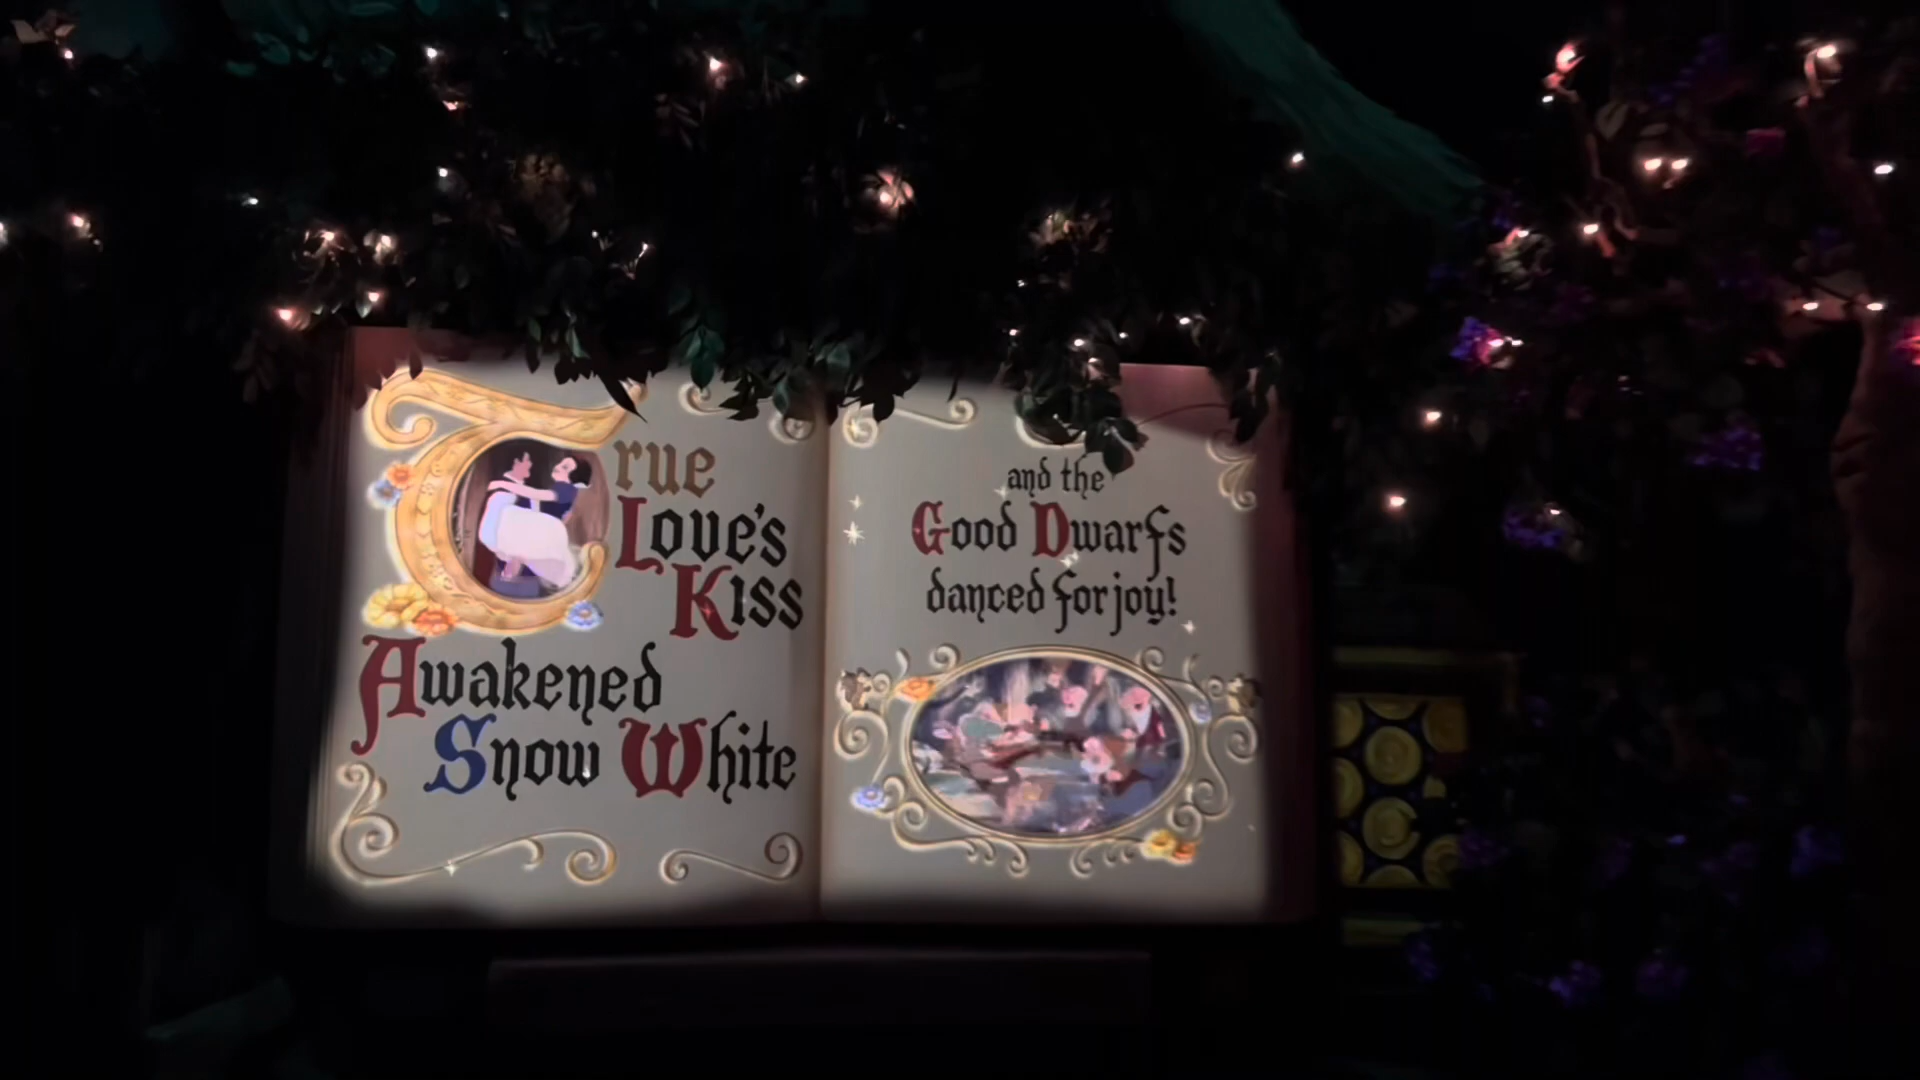 True
Love's
Kiss
Awakened
Snow White
and the
Good Dwarfs
danced for joy!